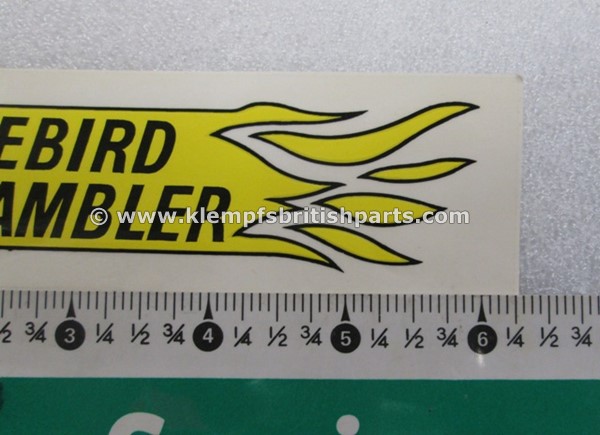 EBIRD
AMBLER
© www.klempfsbritishparts.com
1/2 3/4 3 1/4 1/2 3/4 4 1/4 1/2 3/4 5 1/4 1/2 3/4 6 1/4 1/2 3/4